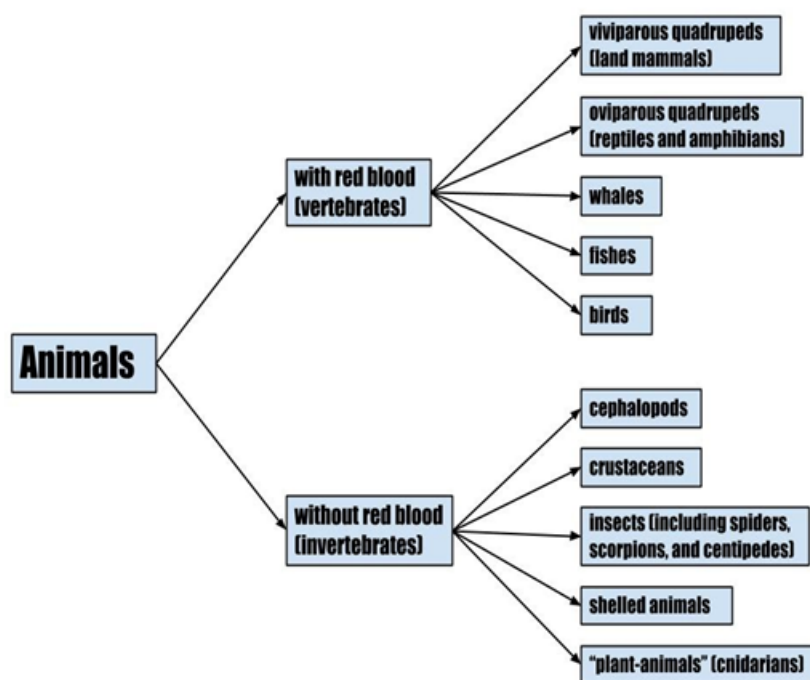 viviparous quadrupeds
(land mammals)
oviparous quadrupeds
(reptiles and amphibians)
with red blood
(vertebrates)
whales
fishes
birds
Animals
cephalopods
crustaceans
without red blood
(invertebrates)
insects (including spiders,
scorpions, and centipedes)
shelled animals
“plant-animals” (cnidarians)